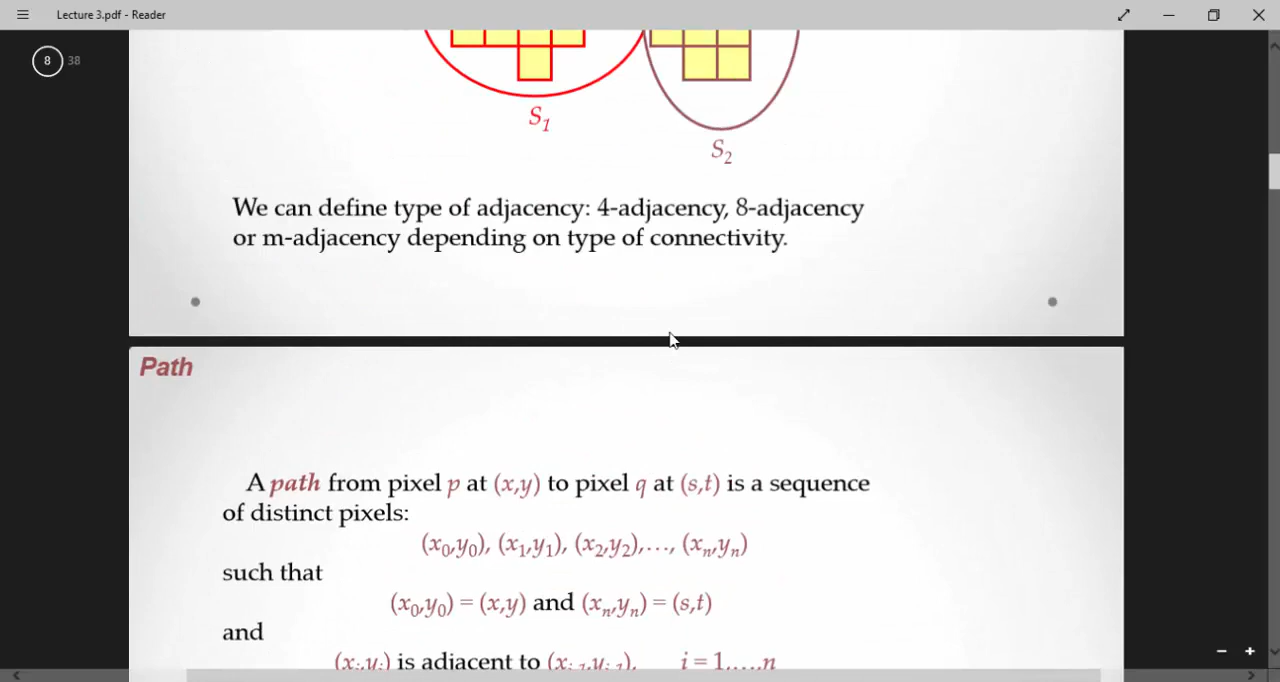 Lecture 3.pdf - Reader
8 38
S1
S2
We can define type of adjacency: 4-adjacency, 8-adjacency
or m-adjacency depending on type of connectivity.
Path
A path from pixel p at (x,y) to pixel q at (s,t) is a sequence
of distinct pixels:
(x0,y0), (x1,y1), (x2,y2),…, (xn,yn)
such that
(x0,y0) = (x,y) and (xn,yn) = (s,t)
and
(xi,yi) is adjacent to (xi-1,yi-1), i = 1,…,n